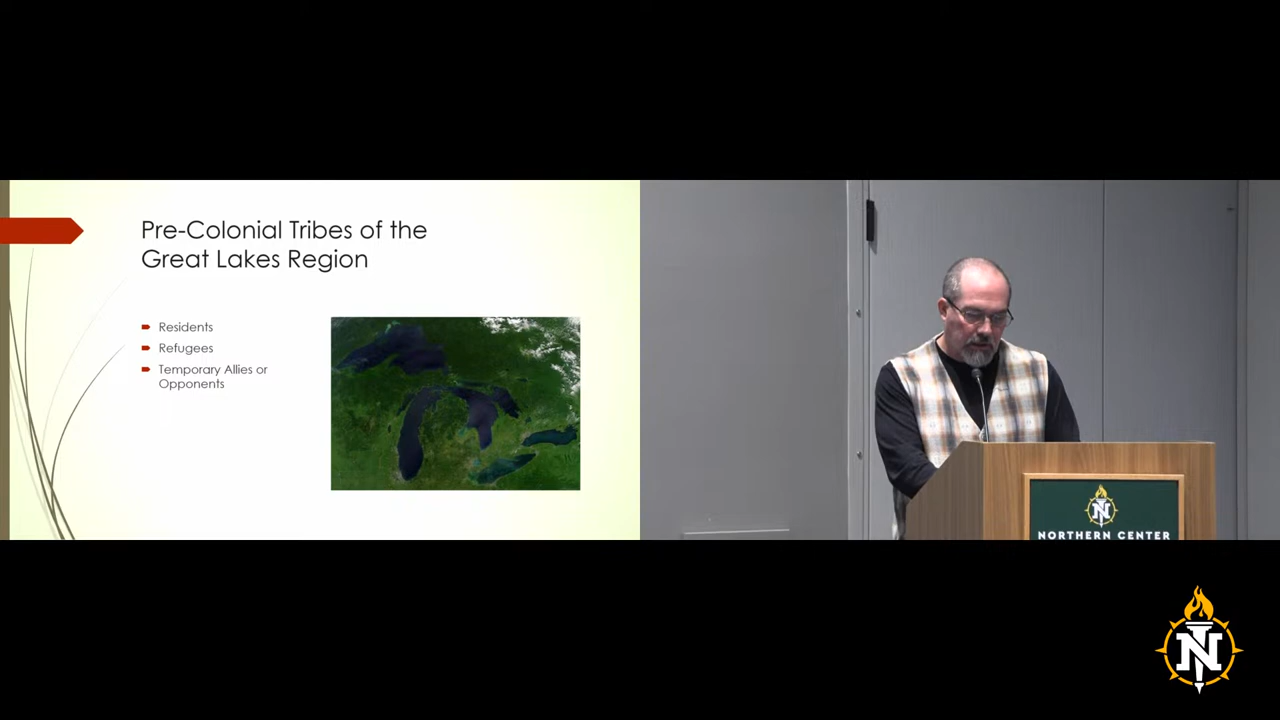 Pre-Colonial Tribes of the
Great Lakes Region
Residents
Refugees
Temporary Allies or
Opponents
N
NORTHERN CENTER
N